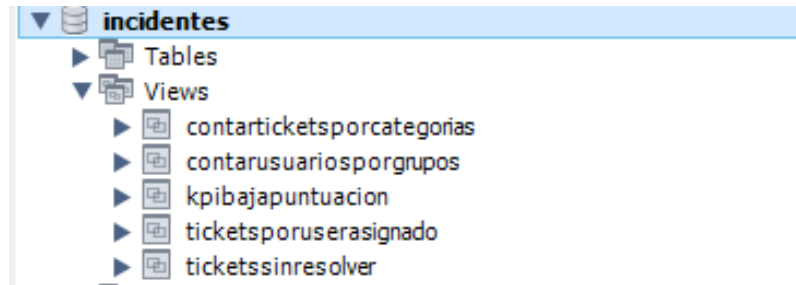 incidentes
Tables
Views
contarticketsporcategorias
contarusuariosporgrupos
kpibajapuntuacion
ticketsporuserasignado
ticketssinresolver